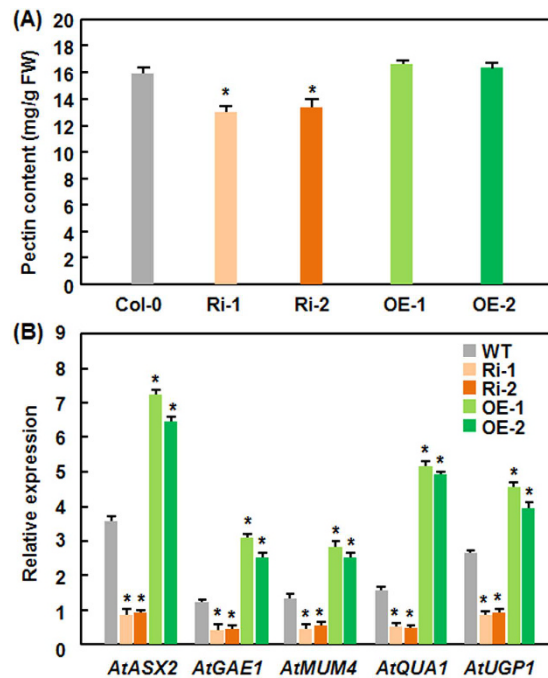 (A)
Pectin content (mg/g FW)
20
18
16
14
12
10
8
6
4
2
0
* *
Col-0 Ri-1 Ri-2 OE-1 OE-2
(B)
Relative expression
9
8
7
6
5
4
3
2
1
0
WT
Ri-1
Ri-2
OE-1
OE-2
* * * *
* * * *
* * * *
* * * *
* * * *
AtASX2 AtGAE1 AtMUM4 AtQUA1 AtUGP1